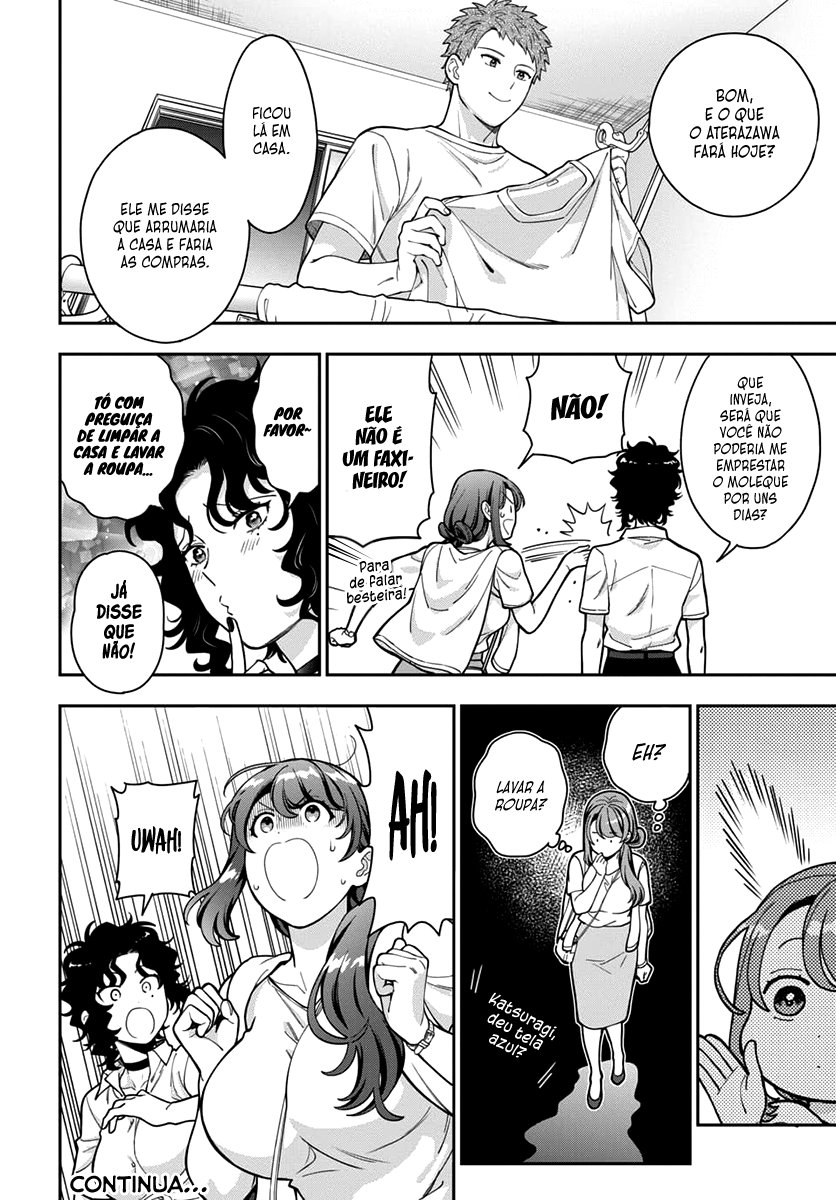 BOM,
E O QUE
O ATERAZAWA
FARÁ HOJE?
FICOU
LÁ EM
CASA.
ELE ME DISSE
QUE ARRUMARIA
A CASA E FARIA
AS COMPRAS.
QUE
INVEJA,
SERÁ QUE
VOCÊ NÃO
PODERIA ME
EMPRESTAR
O MOLEQUE
POR UNS
DIAS?
NÃO!
ELE
NÃO É
UM FAXI-
NEIRO!
Para
de falar
besteira!
POR
FAVOR~
TÔ COM
PREGUIÇA
DE LIMPAR A
CASA E LAVAR
A ROUPA...
JÁ
DISSE
QUE
NÃO!
EH?
LAVAR A
ROUPA?
Katsuragi,
deu tela
azul?
AH!
UWAH!
CONTINUA...